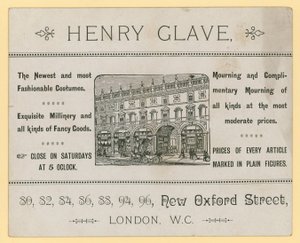 HENRY GLAVE,
The Newest and most
Fashionable Costumes.
Exquisite Millinery and
all kinds of Fancy Goods.
☞ CLOSE ON SATURDAYS
AT 5 OCLOCK.
Mourning and Compli-
mentary Mourning of
all kinds at the most
moderate prices.
PRICES OF EVERY ARTICLE
MARKED IN PLAIN FIGURES.
80, 82, 84, 86, 88, 94, 96, New Oxford Street,
LONDON, W.C.